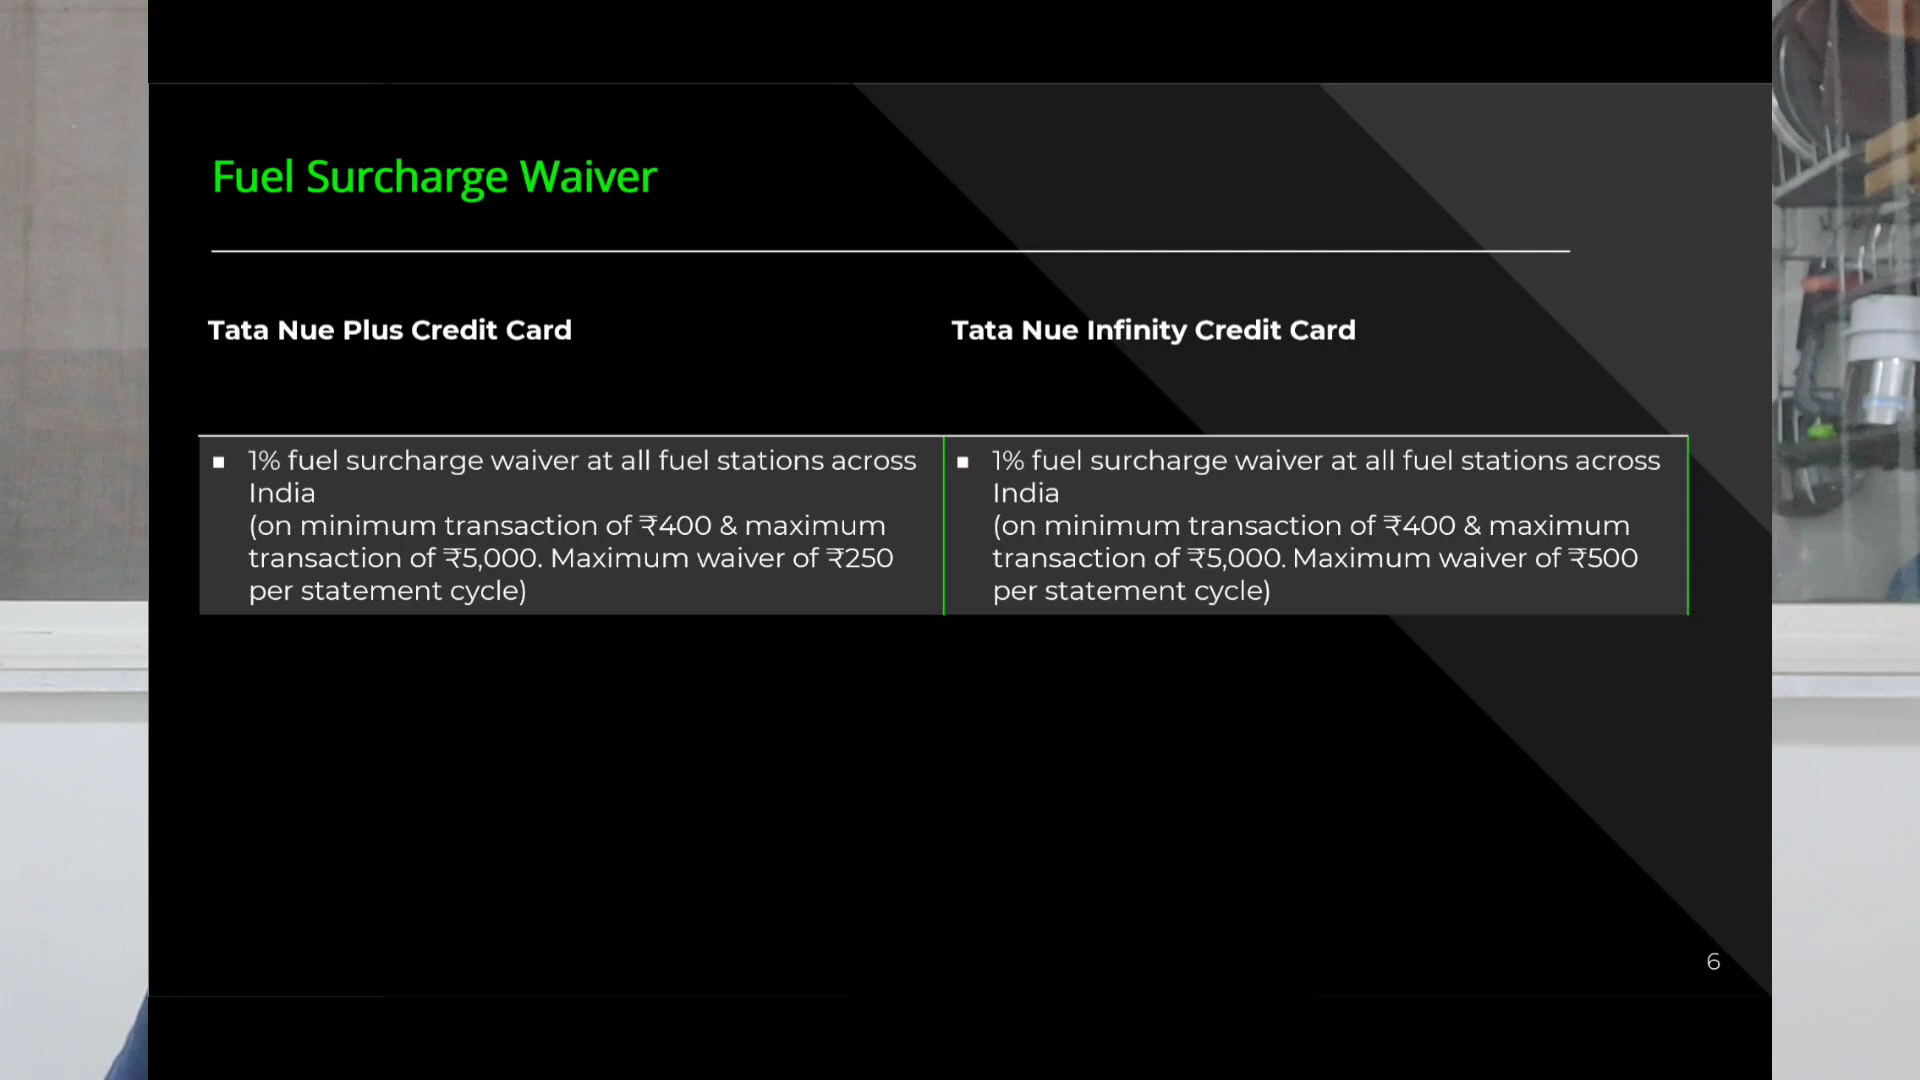 Fuel Surcharge Waiver
Tata Nue Plus Credit Card
Tata Nue Infinity Credit Card
▪ 1% fuel surcharge waiver at all fuel stations across
India
(on minimum transaction of ₹400 & maximum
transaction of ₹5,000. Maximum waiver of ₹250
per statement cycle)
▪ 1% fuel surcharge waiver at all fuel stations across
India
(on minimum transaction of ₹400 & maximum
transaction of ₹5,000. Maximum waiver of ₹500
per statement cycle)
6